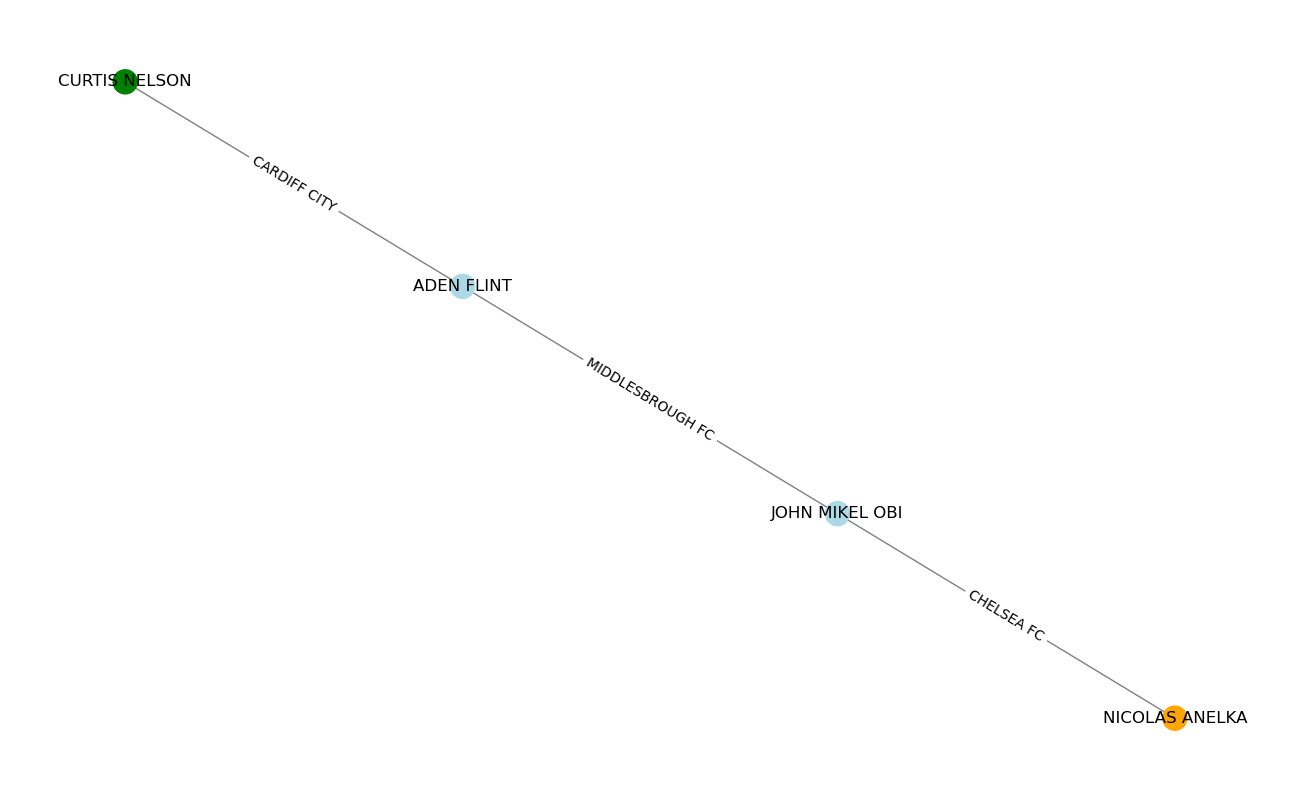 CURTIS NELSON
CARDIFF CITY
ADEN FLINT
MIDDLESBROUGH FC
JOHN MIKEL OBI
CHELSEA FC
NICOLAS ANELKA